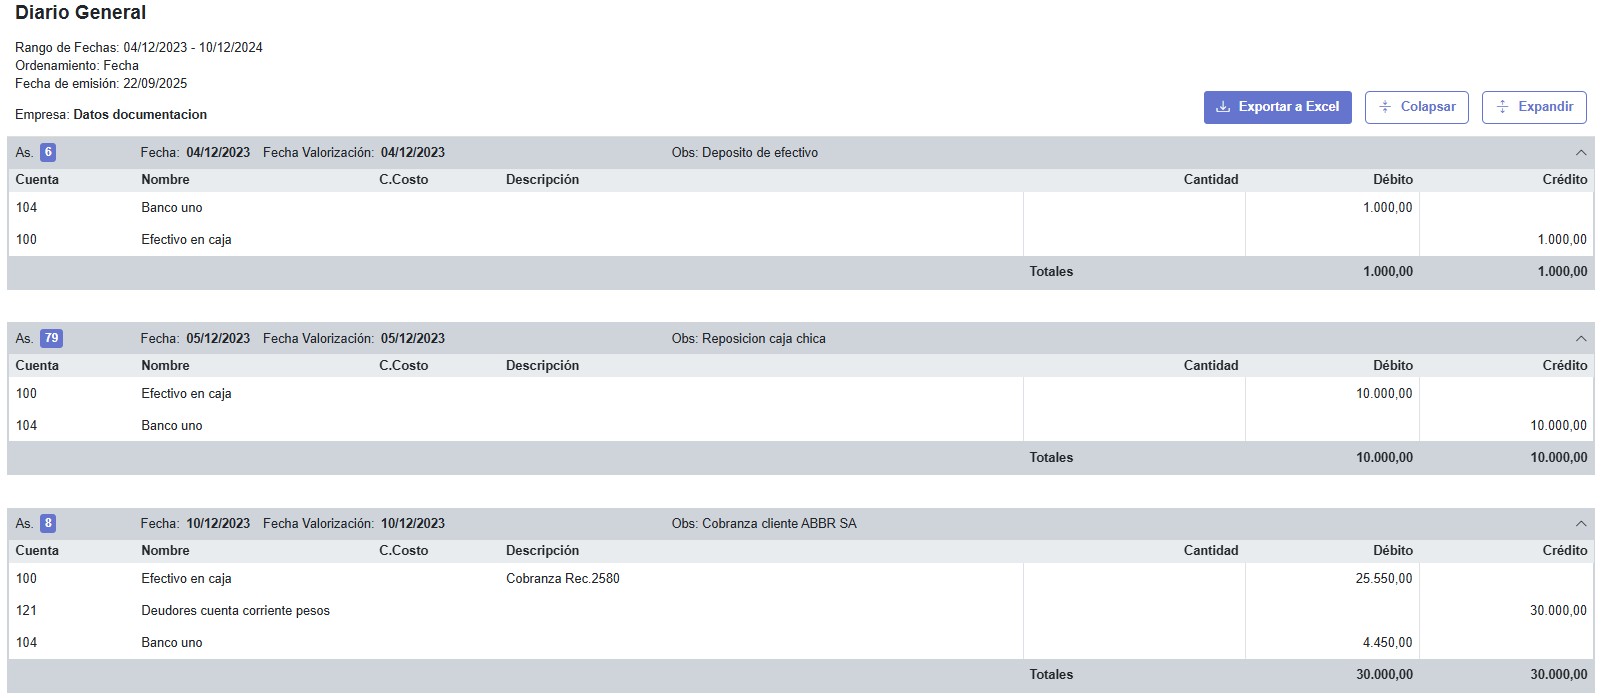 Diario General
Rango de Fechas: 04/12/2023 - 10/12/2024
Ordenamiento: Fecha
Fecha de emisión: 22/09/2025
Empresa: Datos documentacion
Exportar a Excel Colapsar Expandir
As. 6 Fecha: 04/12/2023 Fecha Valorización: 04/12/2023 Obs: Deposito de efectivo
Cuenta Nombre C.Costo Descripción Cantidad Débito Crédito
104 Banco uno 1.000,00
100 Efectivo en caja 1.000,00
Totales 1.000,00 1.000,00
As. 79 Fecha: 05/12/2023 Fecha Valorización: 05/12/2023 Obs: Reposicion caja chica
Cuenta Nombre C.Costo Descripción Cantidad Débito Crédito
100 Efectivo en caja 10.000,00
104 Banco uno 10.000,00
Totales 10.000,00 10.000,00
As. 8 Fecha: 10/12/2023 Fecha Valorización: 10/12/2023 Obs: Cobranza cliente ABBR SA
Cuenta Nombre C.Costo Descripción Cantidad Débito Crédito
100 Efectivo en caja Cobranza Rec.2580 25.550,00
121 Deudores cuenta corriente pesos 30.000,00
104 Banco uno 4.450,00
Totales 30.000,00 30.000,00